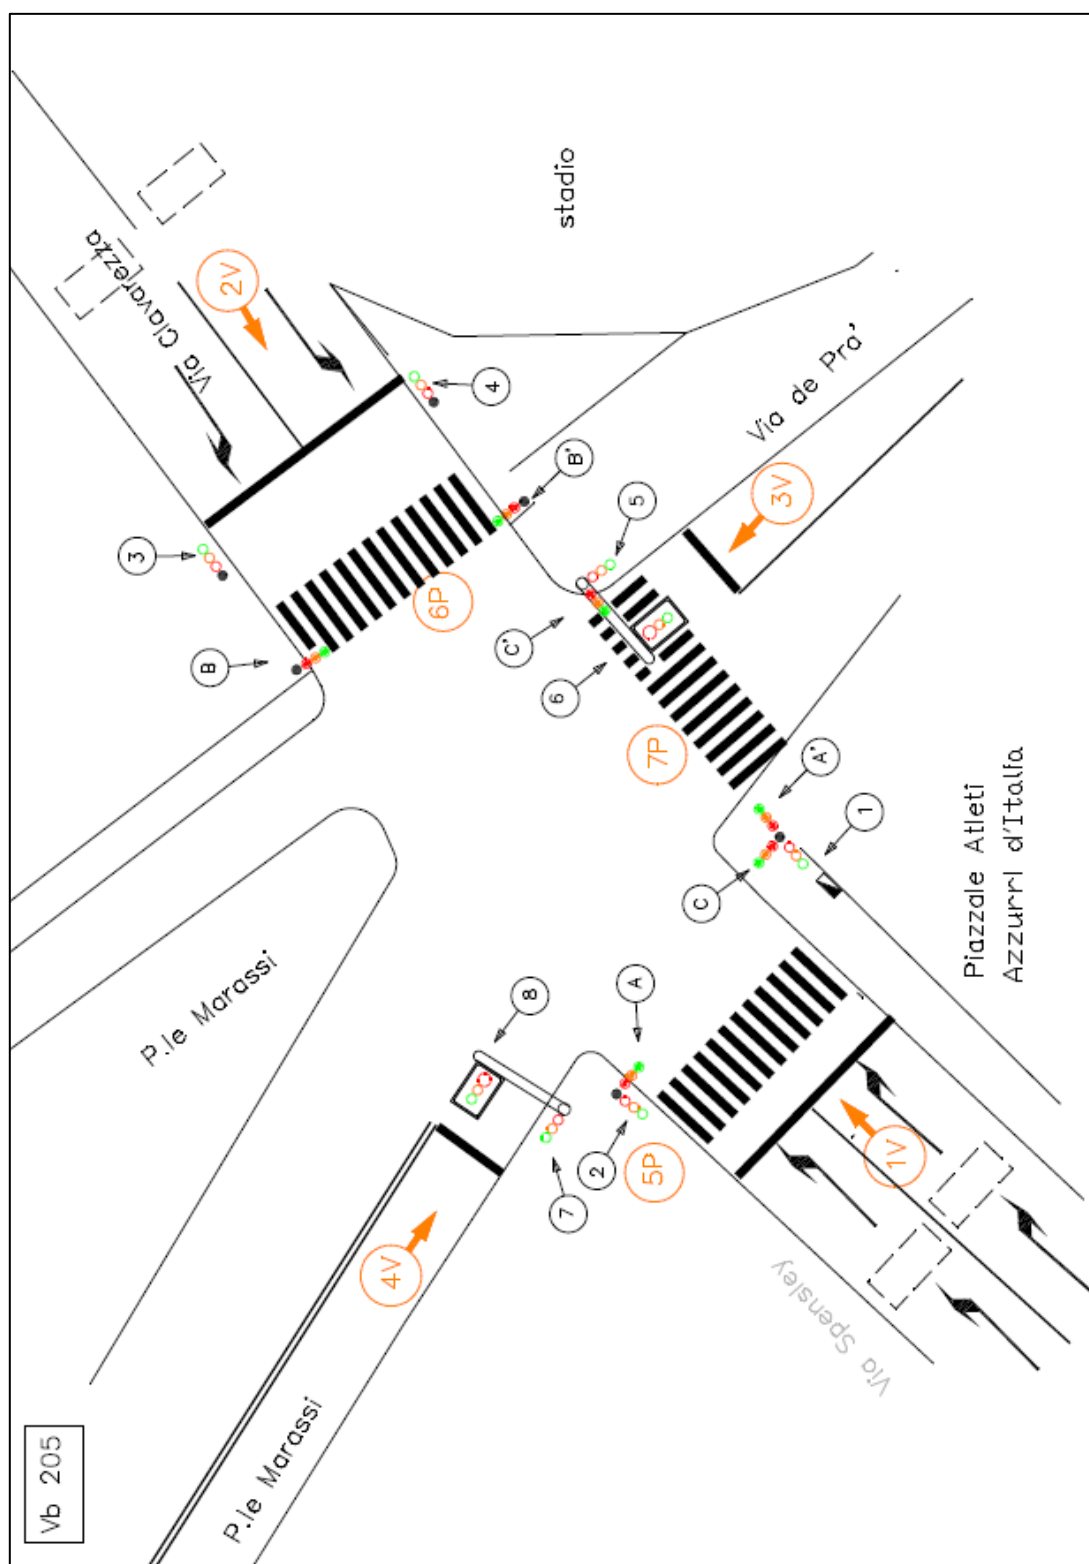 Vb 205
P.le Marassi
4V
7
8
P.le Marassi
2
A
5P
Via Spensley
1V
Piazzale Atleti
Azzurri d'Italia
C
1
A'
7P
6
C'
5
3V
Via de Pra'
B
6P
B'
3
4
2V
Via Clavarezza
stadio